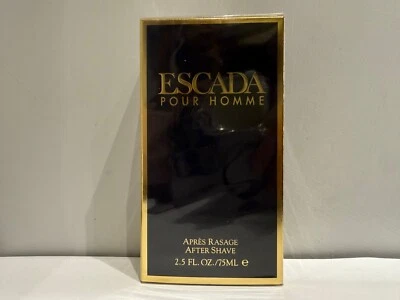 ESCADA
POUR HOMME
APRÈS RASAGE
AFTER SHAVE
2.5 FL. OZ./75ML ℮